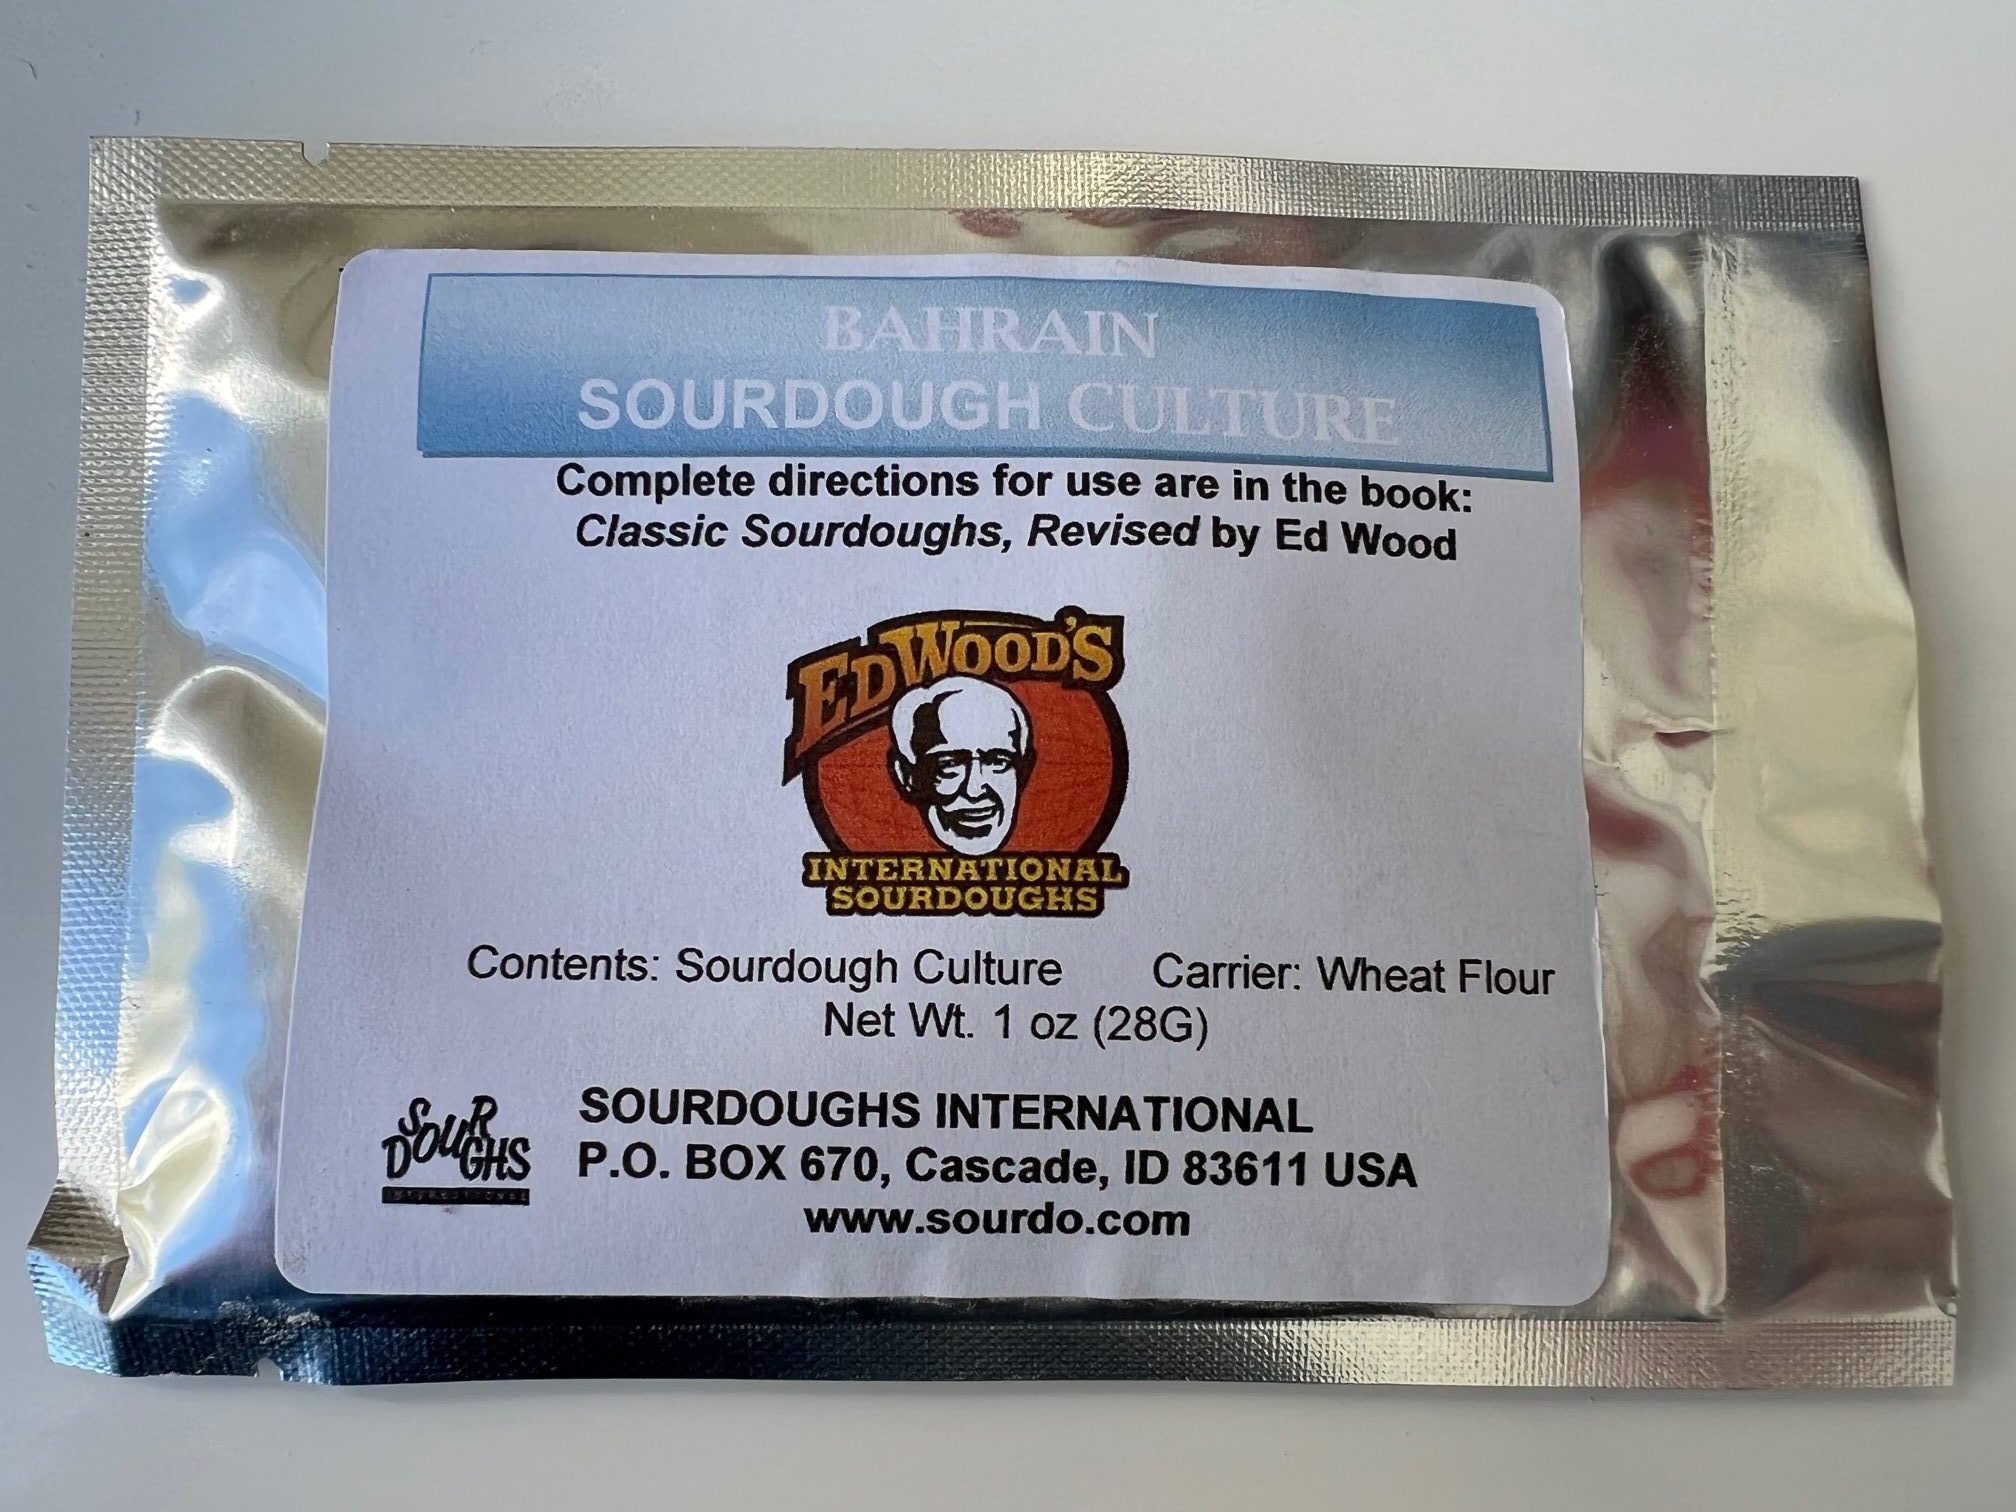 BAHRAIN
SOURDOUGH CULTURE
Complete directions for use are in the book:
Classic Sourdoughs, Revised by Ed Wood
ED WOOD'S
INTERNATIONAL
SOURDOUGHS
Contents: Sourdough Culture Carrier: Wheat Flour
Net Wt. 1 oz (28G)
SOURDOUGHS
INTERNATIONAL
SOURDOUGHS INTERNATIONAL
P.O. BOX 670, Cascade, ID 83611 USA
www.sourdo.com